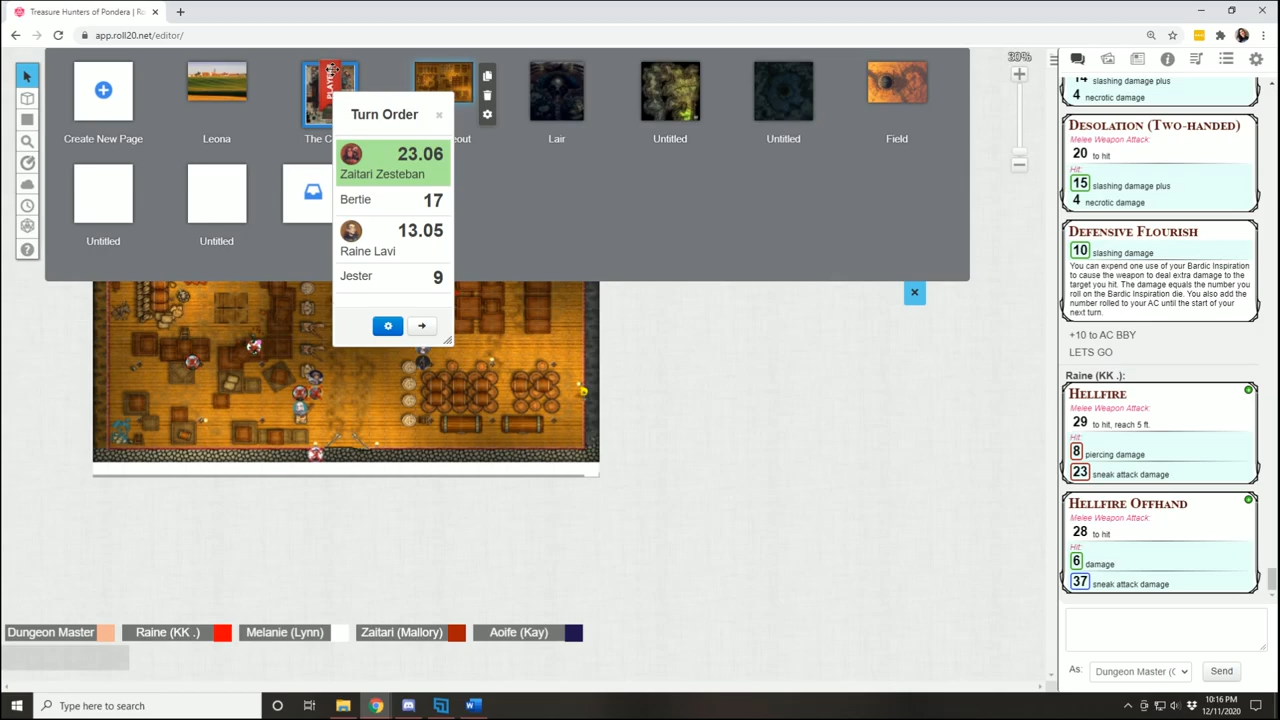 Treasure Hunters of Pondera | Ro
app.roll20.net/editor/
30%
Create New Page
Leona
The C
PLAYER
out
Lair
Untitled
Untitled
Field
Untitled
Untitled
Turn Order
23.06
Zaitari Zesteban
Bertie 17
13.05
Raine Lavi
Jester 9
14 slashing damage plus
4 necrotic damage
Desolation (Two-handed)
Melee Weapon Attack:
20 to hit
Hit:
15 slashing damage plus
4 necrotic damage
Defensive Flourish
10 slashing damage
You can expend one use of your Bardic Inspiration
to cause the weapon to deal extra damage to the
target you hit. The damage equals the number you
roll on the Bardic Inspiration die. You also add the
number rolled to your AC until the start of your
next turn.
+10 to AC BBY
LETS GO
Raine (KK .):
Hellfire
Melee Weapon Attack:
29 to hit, reach 5 ft.
Hit:
8 piercing damage
23 sneak attack damage
Hellfire Offhand
Melee Weapon Attack:
28 to hit
Hit:
6 damage
37 sneak attack damage
Dungeon Master
Raine (KK .)
Melanie (Lynn)
Zaitari (Mallory)
Aoife (Kay)
As: Dungeon Master (G Send
Type here to search
10:16 PM
12/11/2020